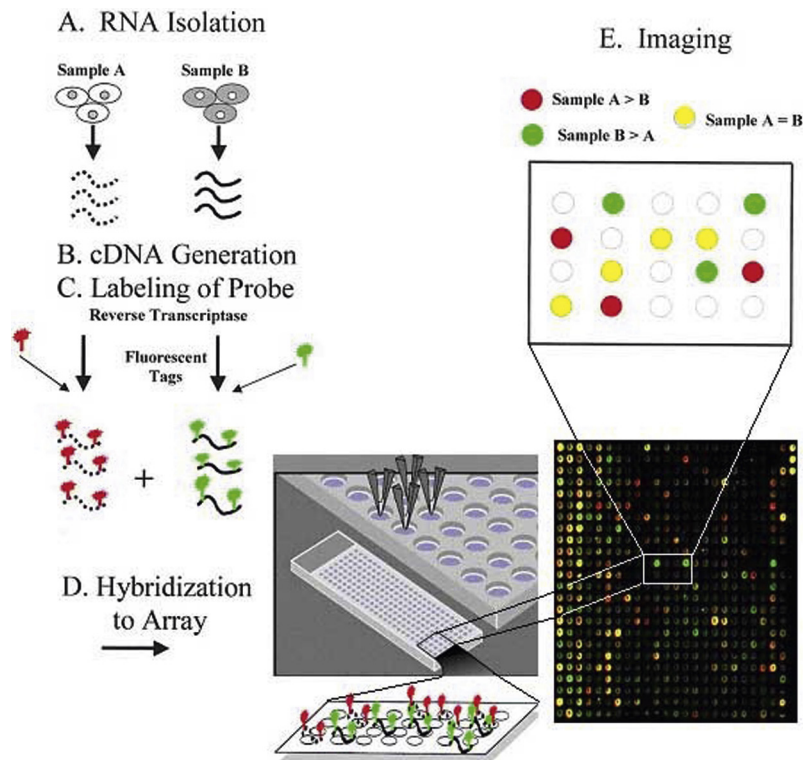 A. RNA Isolation
Sample A
Sample B
B. cDNA Generation
C. Labeling of Probe
Reverse Transcriptase
Fluorescent
Tags
+
D. Hybridization
to Array
E. Imaging
Sample A > B
Sample B > A
Sample A = B